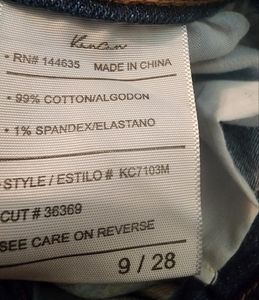 KanCan
• RN# 144635 MADE IN CHINA
• 99% COTTON/ALGODON
• 1% SPANDEX/ELASTANO
STYLE / ESTILO # KC7103M
CUT # 36369
SEE CARE ON REVERSE
9 / 28